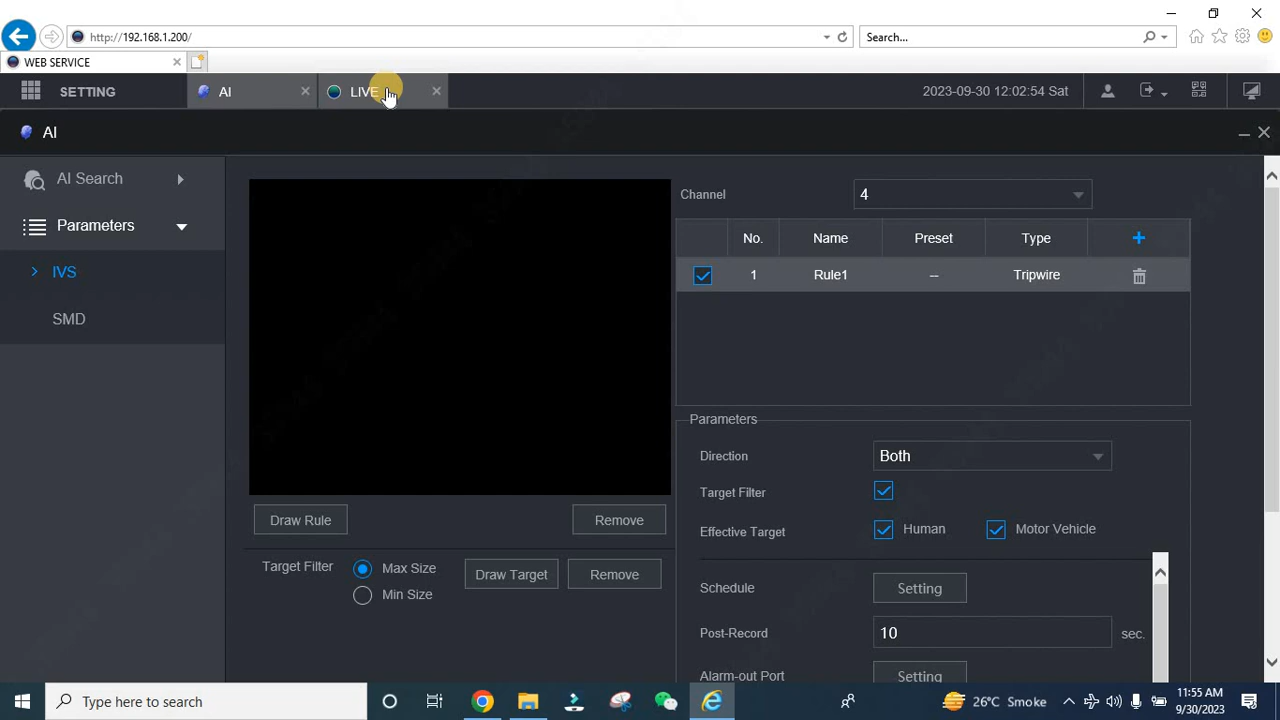 http://192.168.1.200/
Search...
WEB SERVICE
SETTING
AI
LIVE
2023-09-30 12:02:54 Sat
AI
AI Search
Parameters
IVS
SMD
Channel
4
No.
Name
Preset
Type
+
1
Rule1
--
Tripwire
Draw Rule
Remove
Target Filter
Max Size
Min Size
Draw Target
Remove
Parameters
Direction
Both
Target Filter
Effective Target
Human
Motor Vehicle
Schedule
Setting
Post-Record
10
sec.
Alarm-out Port
Setting
Type here to search
26°C Smoke
11:55 AM
9/30/2023